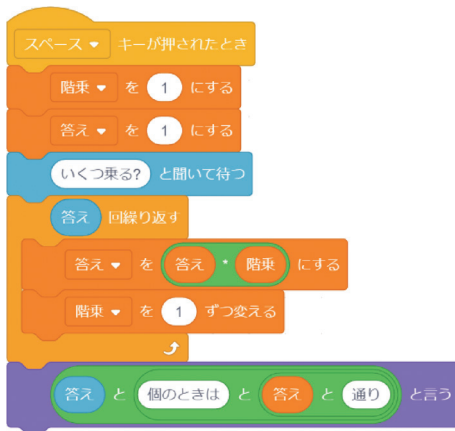 スペース キーが押されたとき
階乗 を 1 にする
答え を 1 にする
いくつ乗る? と聞いて待つ
答え 回繰り返す
答え を 答え * 階乗 にする
階乗 を 1 ずつ変える
答え と 個のときは と 答え と 通り と言う